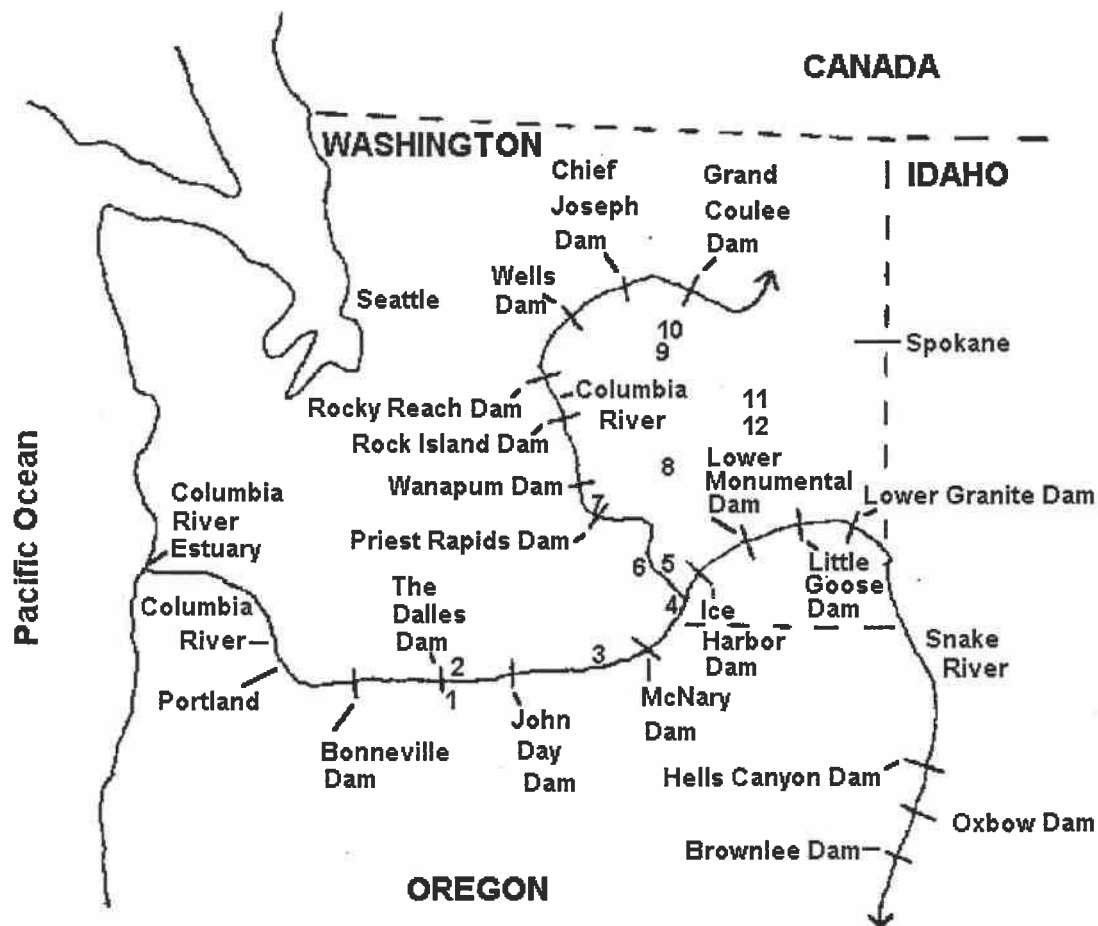 CANADA
WASHINGTON
IDAHO
Chief
Joseph
Dam
Grand
Coulee
Dam
Wells
Dam
Seattle
10
9
Spokane
Rocky Reach Dam
Columbia
River
Rock Island Dam
11
12
8
Lower
Monumental
Dam
Wanapum Dam
Lower Granite Dam
7
Priest Rapids Dam
Pacific Ocean
Columbia
River
Estuary
6
5
4
Little
Goose
Dam
Ice
Harbor
Dam
The
Dalles
Dam
Columbia
River
Snake
River
2
1
3
Portland
McNary
Dam
John
Day
Dam
Bonneville
Dam
Hells Canyon Dam
Oxbow Dam
Brownlee Dam
OREGON